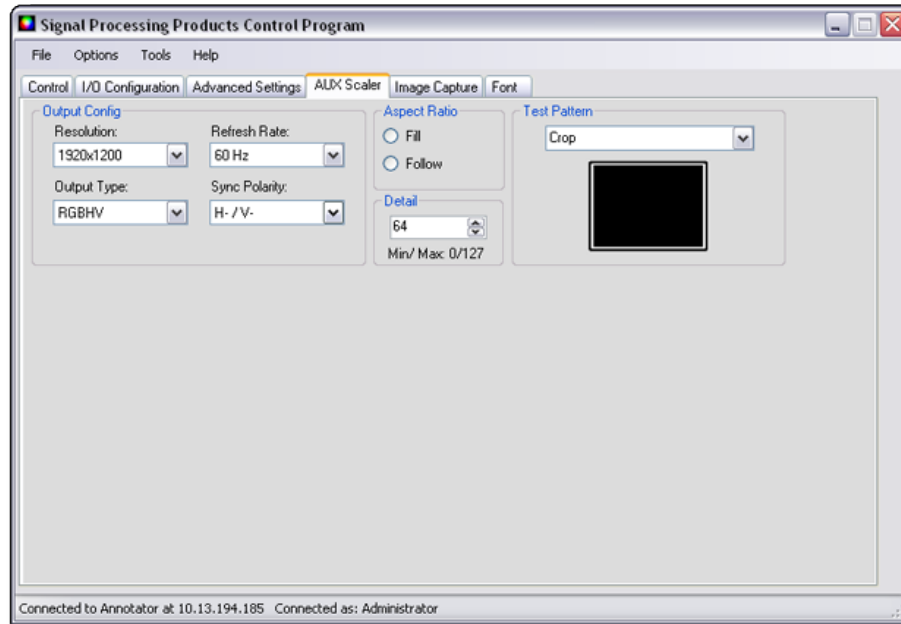 Signal Processing Products Control Program
File Options Tools Help
Control I/O Configuration Advanced Settings AUX Scaler Image Capture Font
Output Config
Resolution: Refresh Rate:
1920x1200 60 Hz
Output Type: Sync Polarity:
RGBHV H- / V-
Aspect Ratio
Fill
Follow
Detail
64
Min/ Max: 0/127
Test Pattern
Crop
Connected to Annotator at 10.13.194.185 Connected as: Administrator